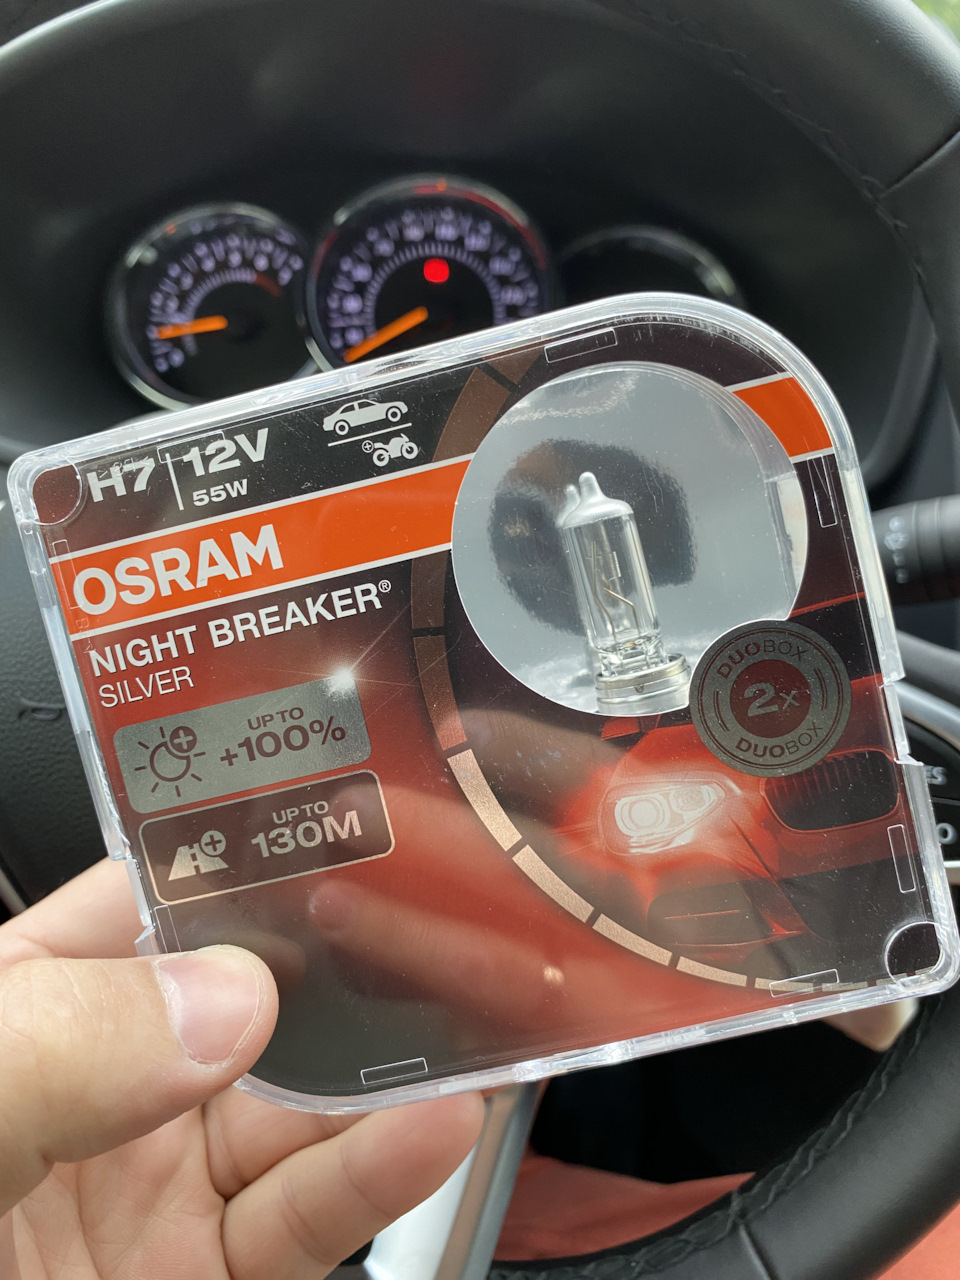 H7 | 12V
55W
OSRAM
NIGHT BREAKER®
SILVER
UP TO
+100%
UP TO
130M
DUOBOX
2x
DUOBOX